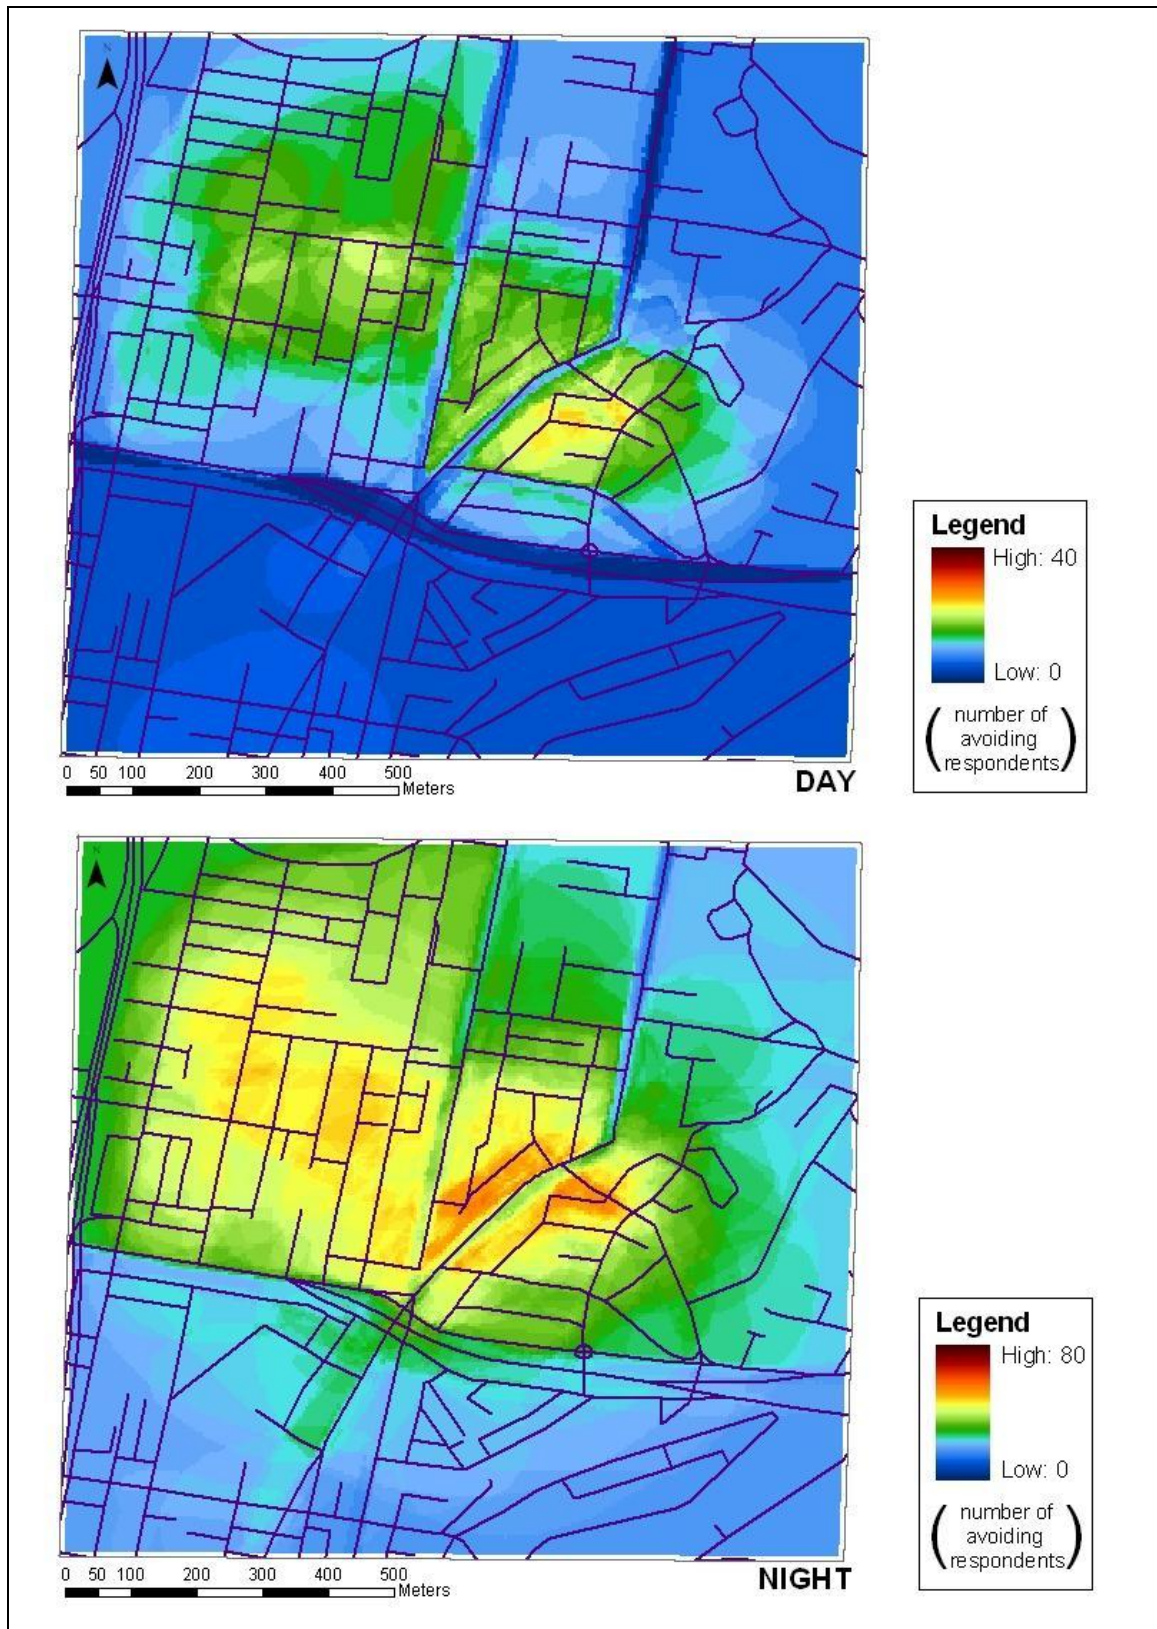 N
Legend
High: 40
Low: 0
( number of
avoiding
respondents )
0 50 100 200 300 400 500
Meters
DAY
N
Legend
High: 80
Low: 0
( number of
avoiding
respondents )
0 50 100 200 300 400 500
Meters
NIGHT